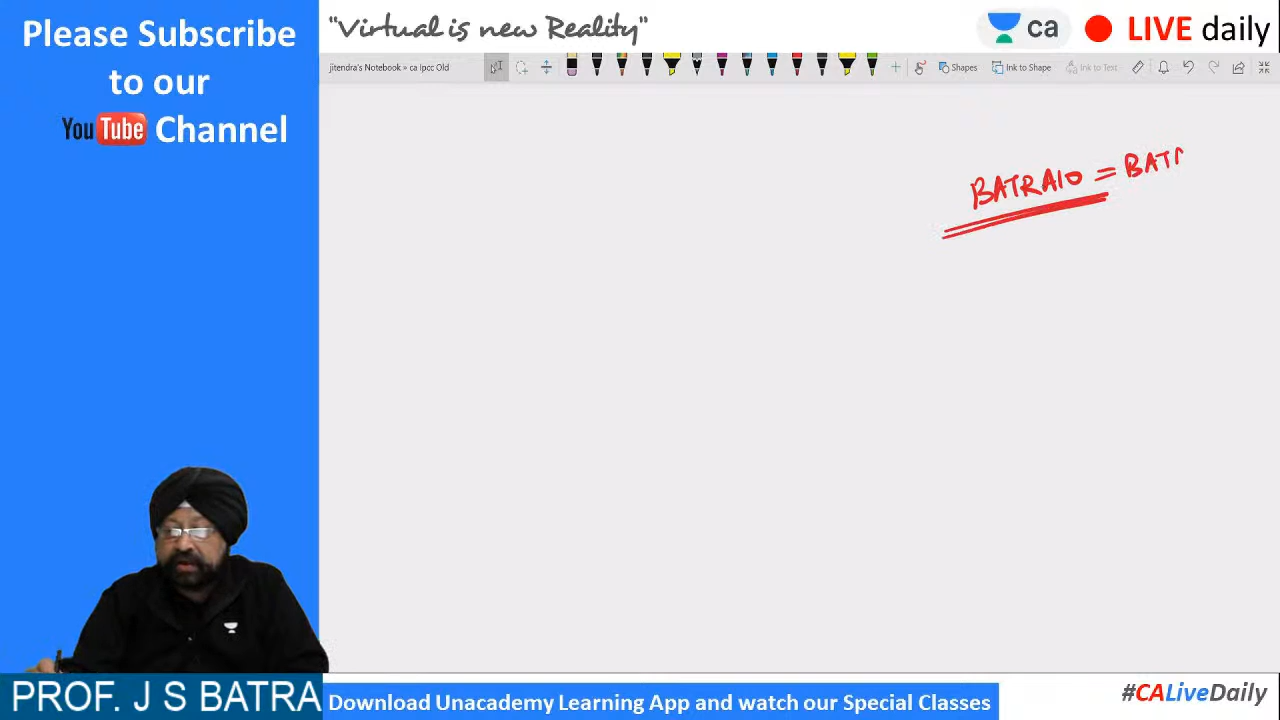 Please Subscribe
to our
YouTube Channel
"Virtual is new Reality"
ca LIVE daily
jitendra's Notebook » ca Ipcc Old
Shapes Ink to Shape Ink to Text
BATRA10 = BAT
PROF. J S BATRA
Download Unacademy Learning App and watch our Special Classes
#CALiveDaily